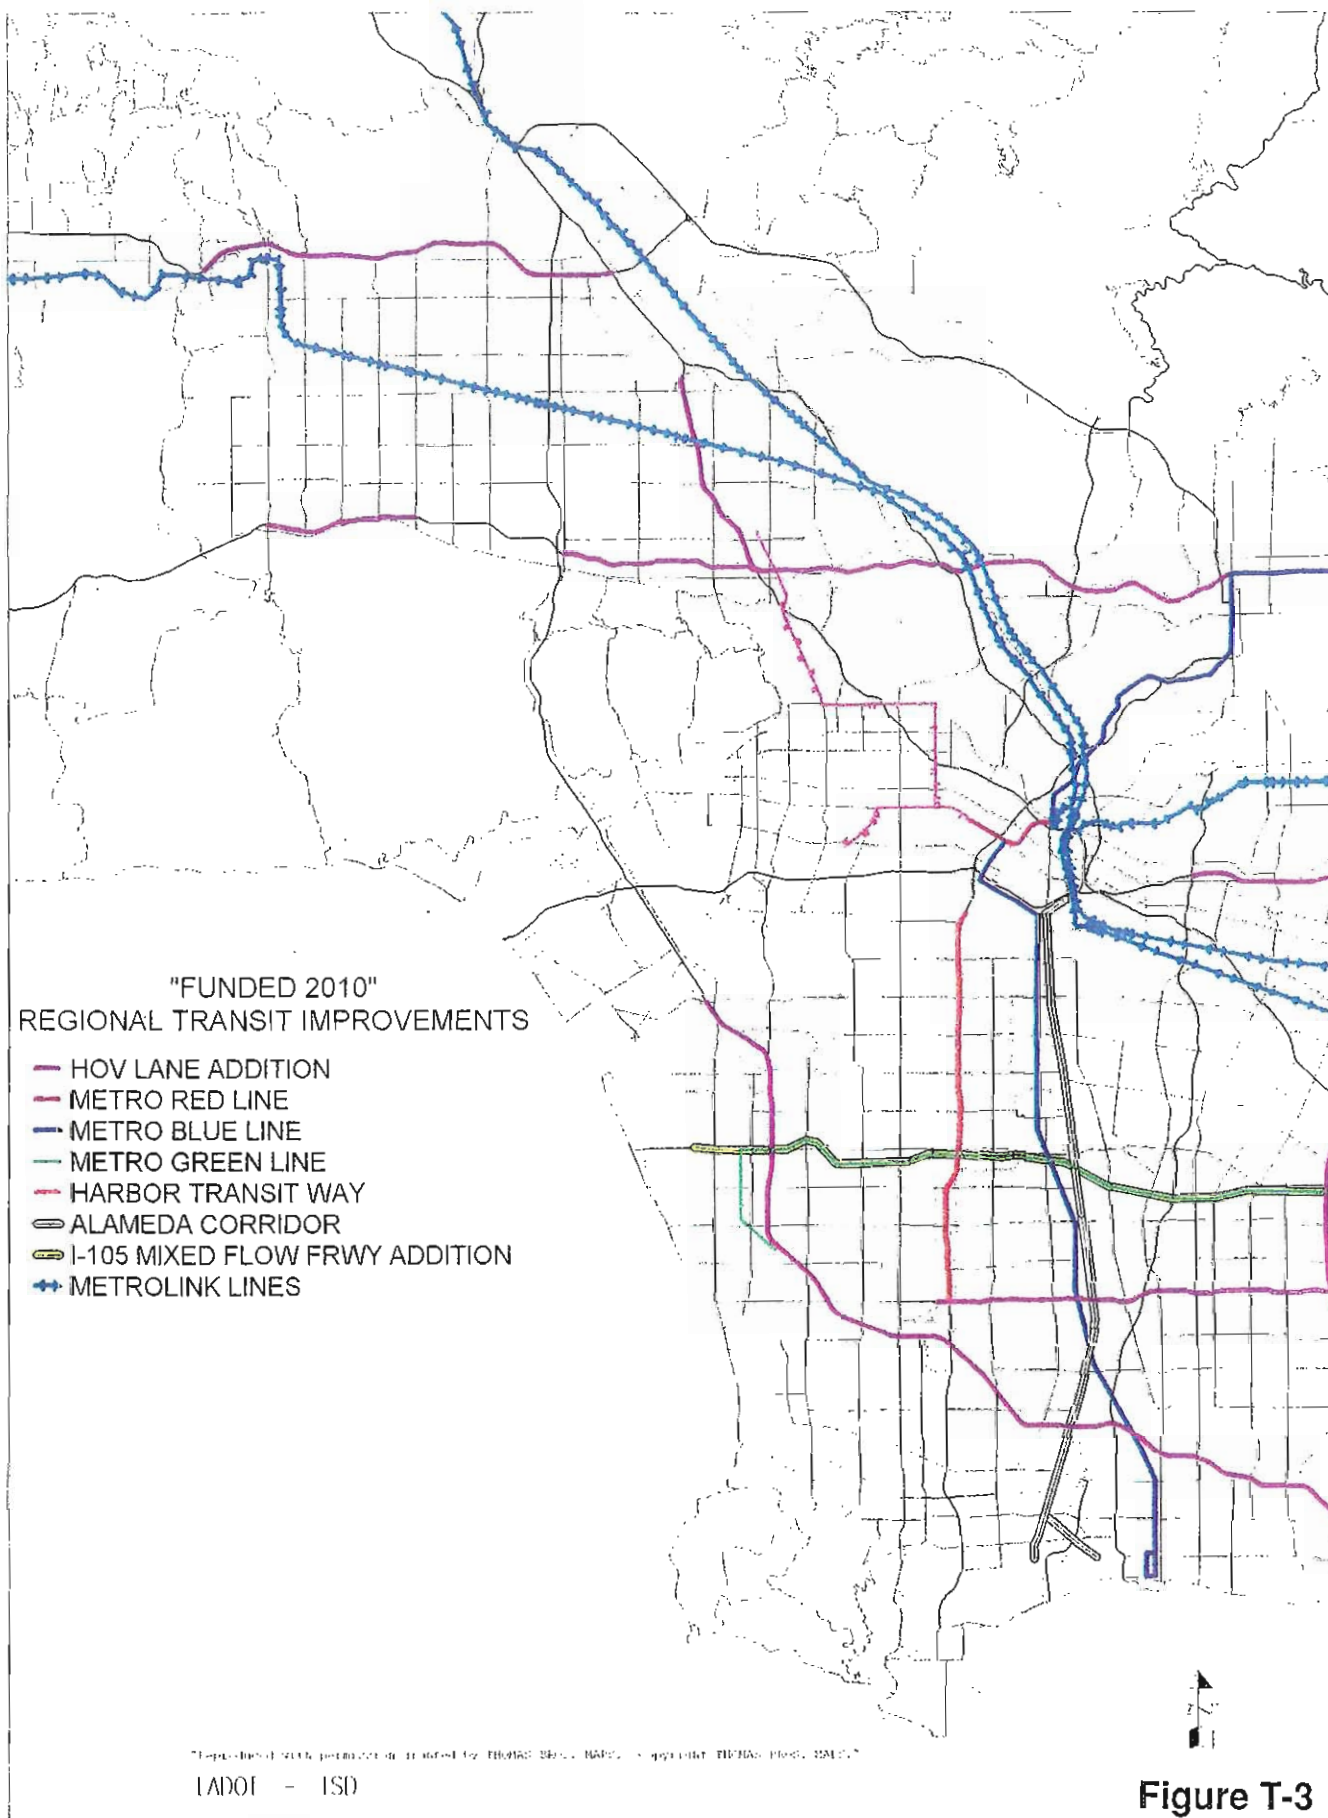 "FUNDED 2010"
REGIONAL TRANSIT IMPROVEMENTS
HOV LANE ADDITION
METRO RED LINE
METRO BLUE LINE
METRO GREEN LINE
HARBOR TRANSIT WAY
ALAMEDA CORRIDOR
I-105 MIXED FLOW FRWY ADDITION
METROLINK LINES
LADOT - ISD
Figure T-3